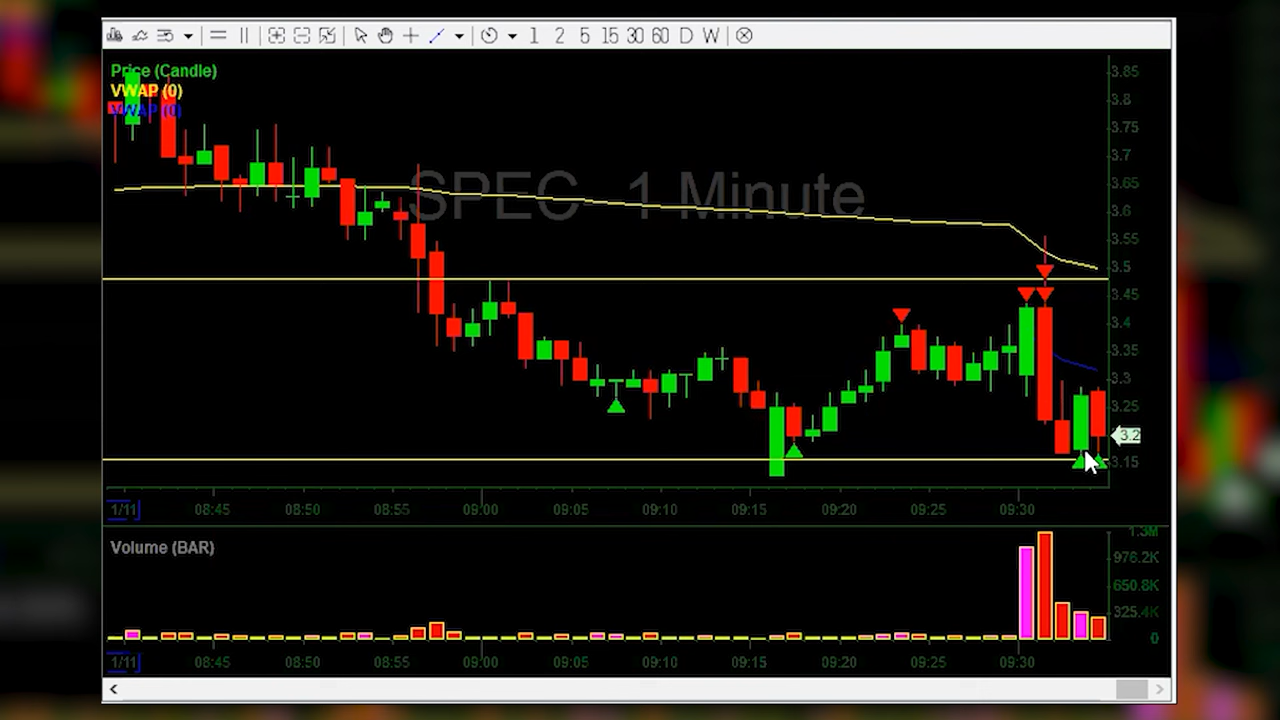 1 2 5 15 30 60 D W
Price (Candle)
VWAP (0)
VWAP (0)
SPEC 1 Minute
3.85
3.8
3.75
3.7
3.65
3.6
3.55
3.5
3.45
3.4
3.35
3.3
3.25
3.2
3.15
1/11 08:45 08:50 08:55 09:00 09:05 09:10 09:15 09:20 09:25 09:30
Volume (BAR)
1.3M
976.2K
650.8K
325.4K
0
1/11 08:45 08:50 08:55 09:00 09:05 09:10 09:15 09:20 09:25 09:30